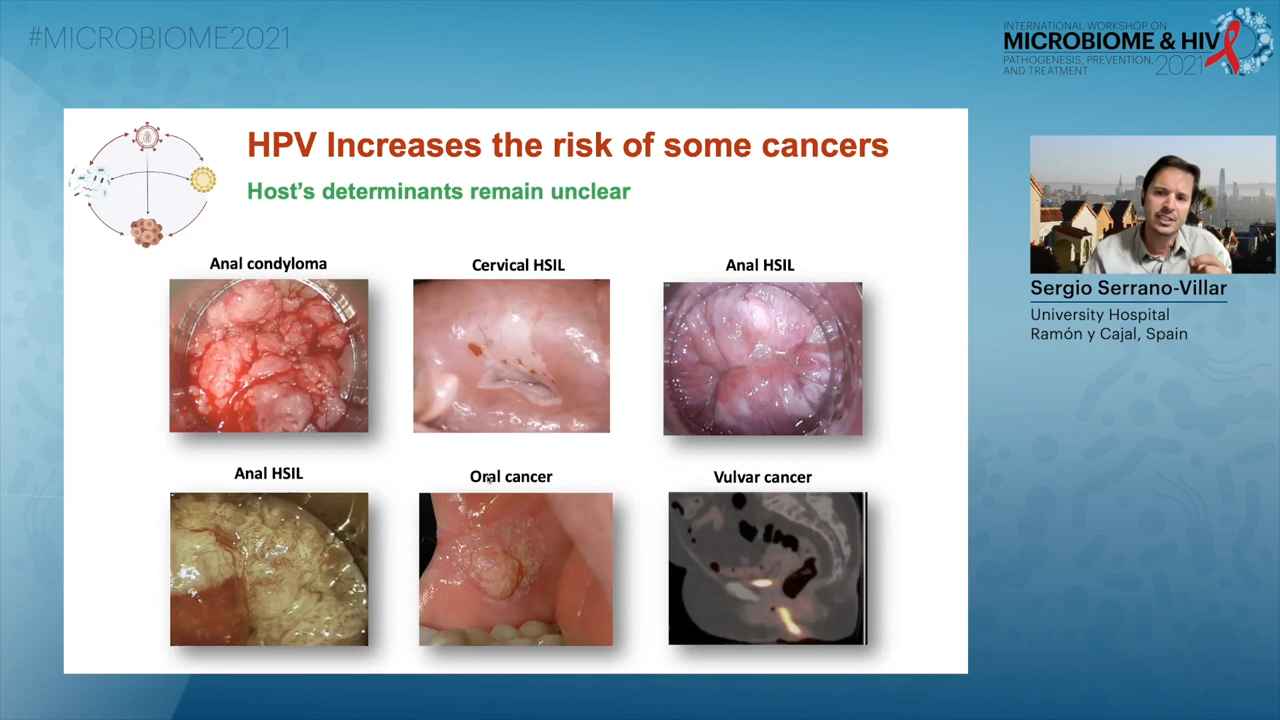 #MICROBIOME2021
INTERNATIONAL WORKSHOP ON
MICROBIOME & HIV
PATHOGENESIS, PREVENTION,
AND TREATMENT
2021
HPV Increases the risk of some cancers
Host's determinants remain unclear
Anal condyloma
Cervical HSIL
Anal HSIL
Anal HSIL
Oral cancer
Vulvar cancer
Sergio Serrano-Villar
University Hospital
Ramón y Cajal, Spain